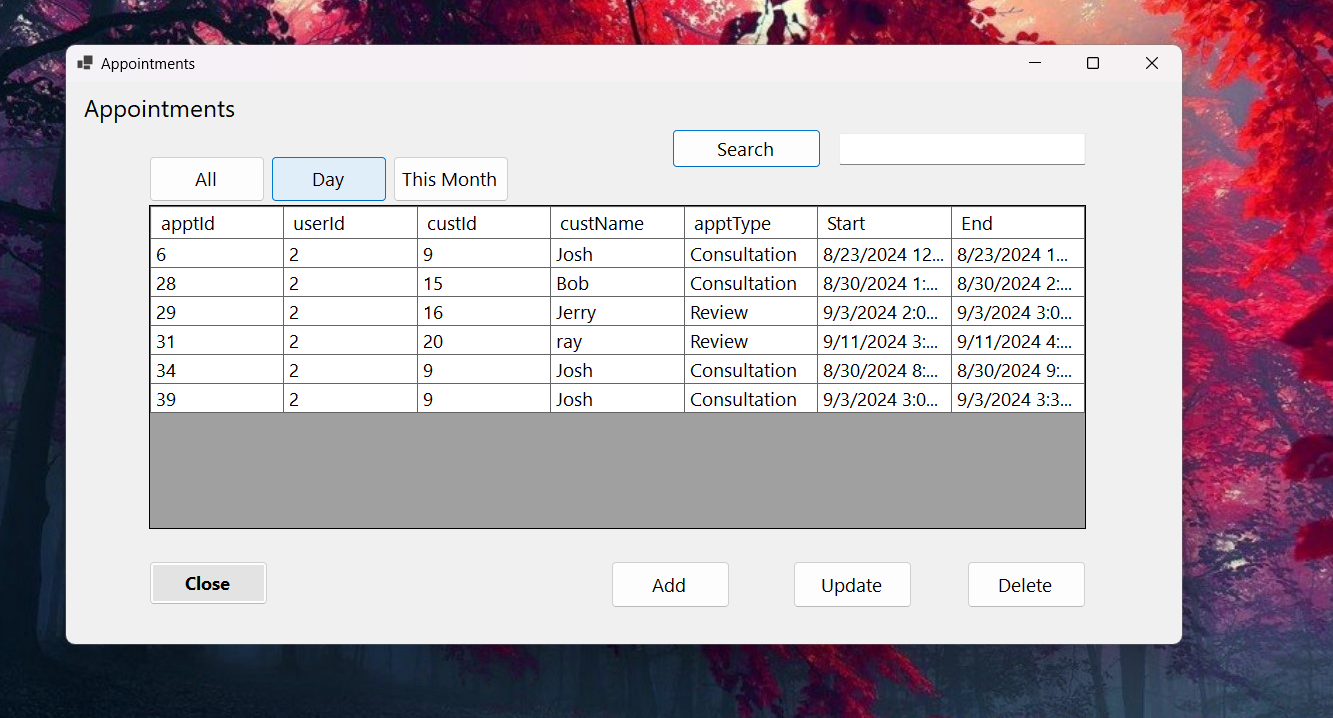 Appointments
Appointments
Search
All Day This Month
apptId userId custId custName apptType Start End
6 2 9 Josh Consultation 8/23/2024 12... 8/23/2024 1...
28 2 15 Bob Consultation 8/30/2024 1:... 8/30/2024 2:...
29 2 16 Jerry Review 9/3/2024 2:0... 9/3/2024 3:0...
31 2 20 ray Review 9/11/2024 3:... 9/11/2024 4:...
34 2 9 Josh Consultation 8/30/2024 8:... 8/30/2024 9:...
39 2 9 Josh Consultation 9/3/2024 3:0... 9/3/2024 3:3...
Close Add Update Delete